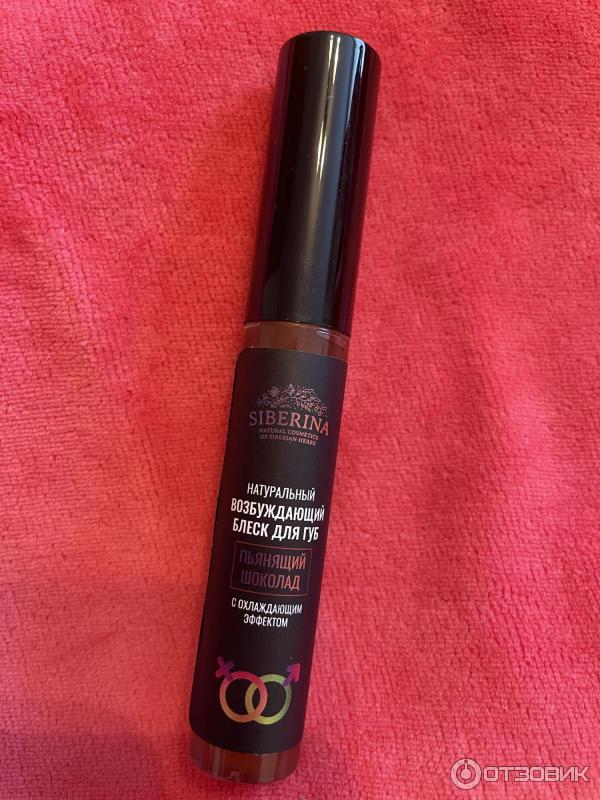 SIBERINA
NATURAL COSMETICS
OF SIBERIAN HERBS
НАТУРАЛЬНЫЙ
ВОЗБУЖДАЮЩИЙ
БЛЕСК ДЛЯ ГУБ
ПЬЯНЯЩИЙ
ШОКОЛАД
С ОХЛАЖДАЮЩИМ
ЭФФЕКТОМ
ОТЗОВИК